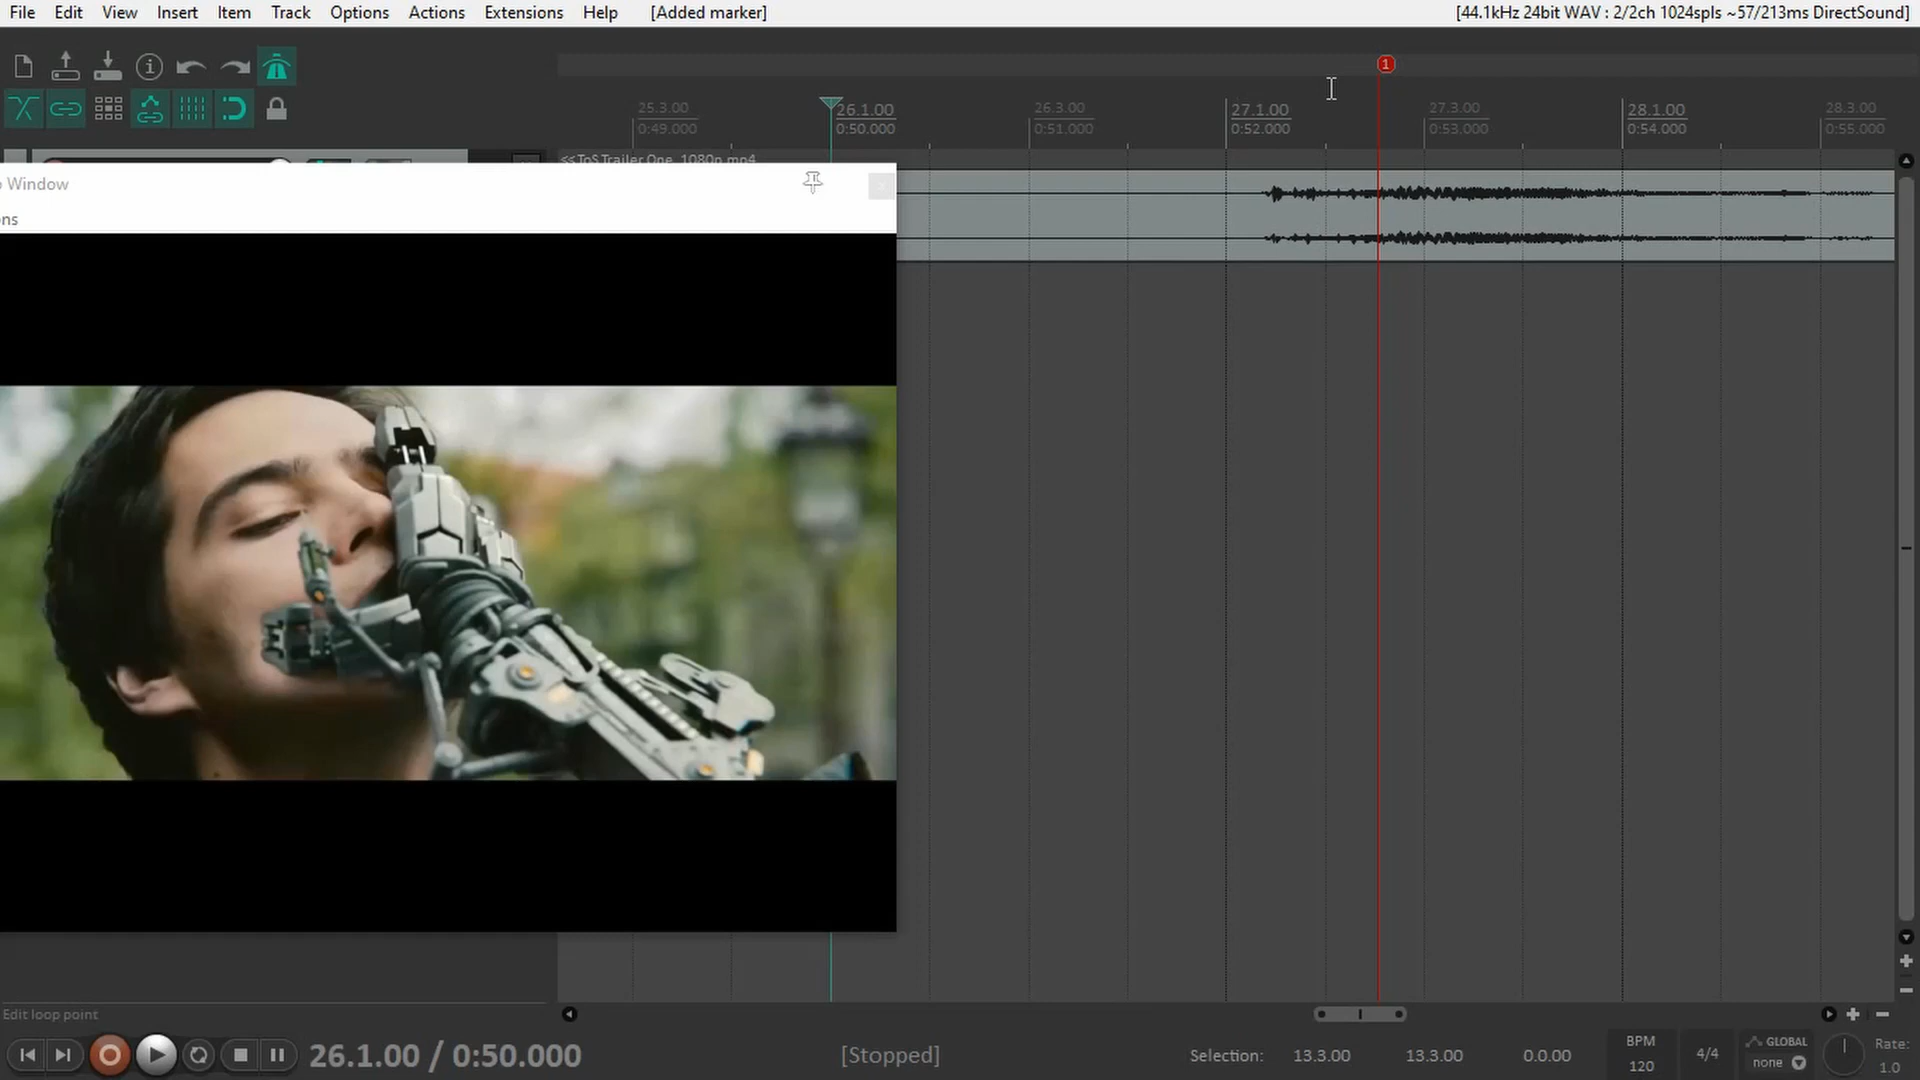 File Edit View Insert Item Track Options Actions Extensions Help [Added marker] [44.1kHz 24bit WAV : 2/2ch 1024spls ~57/213ms DirectSound]
1
25.3.00 26.1.00 26.3.00 27.1.00 27.3.00 28.1.00 28.3.00
0:49.000 0:50.000 0:51.000 0:52.000 0:53.000 0:54.000 0:55.000
<<ToS Trailer One_1080p.mp4
Window
ns
Edit loop point
26.1.00 / 0:50.000 [Stopped] Selection: 13.3.00 13.3.00 0.0.00
BPM
120
4/4
GLOBAL
none
Rate:
1.0